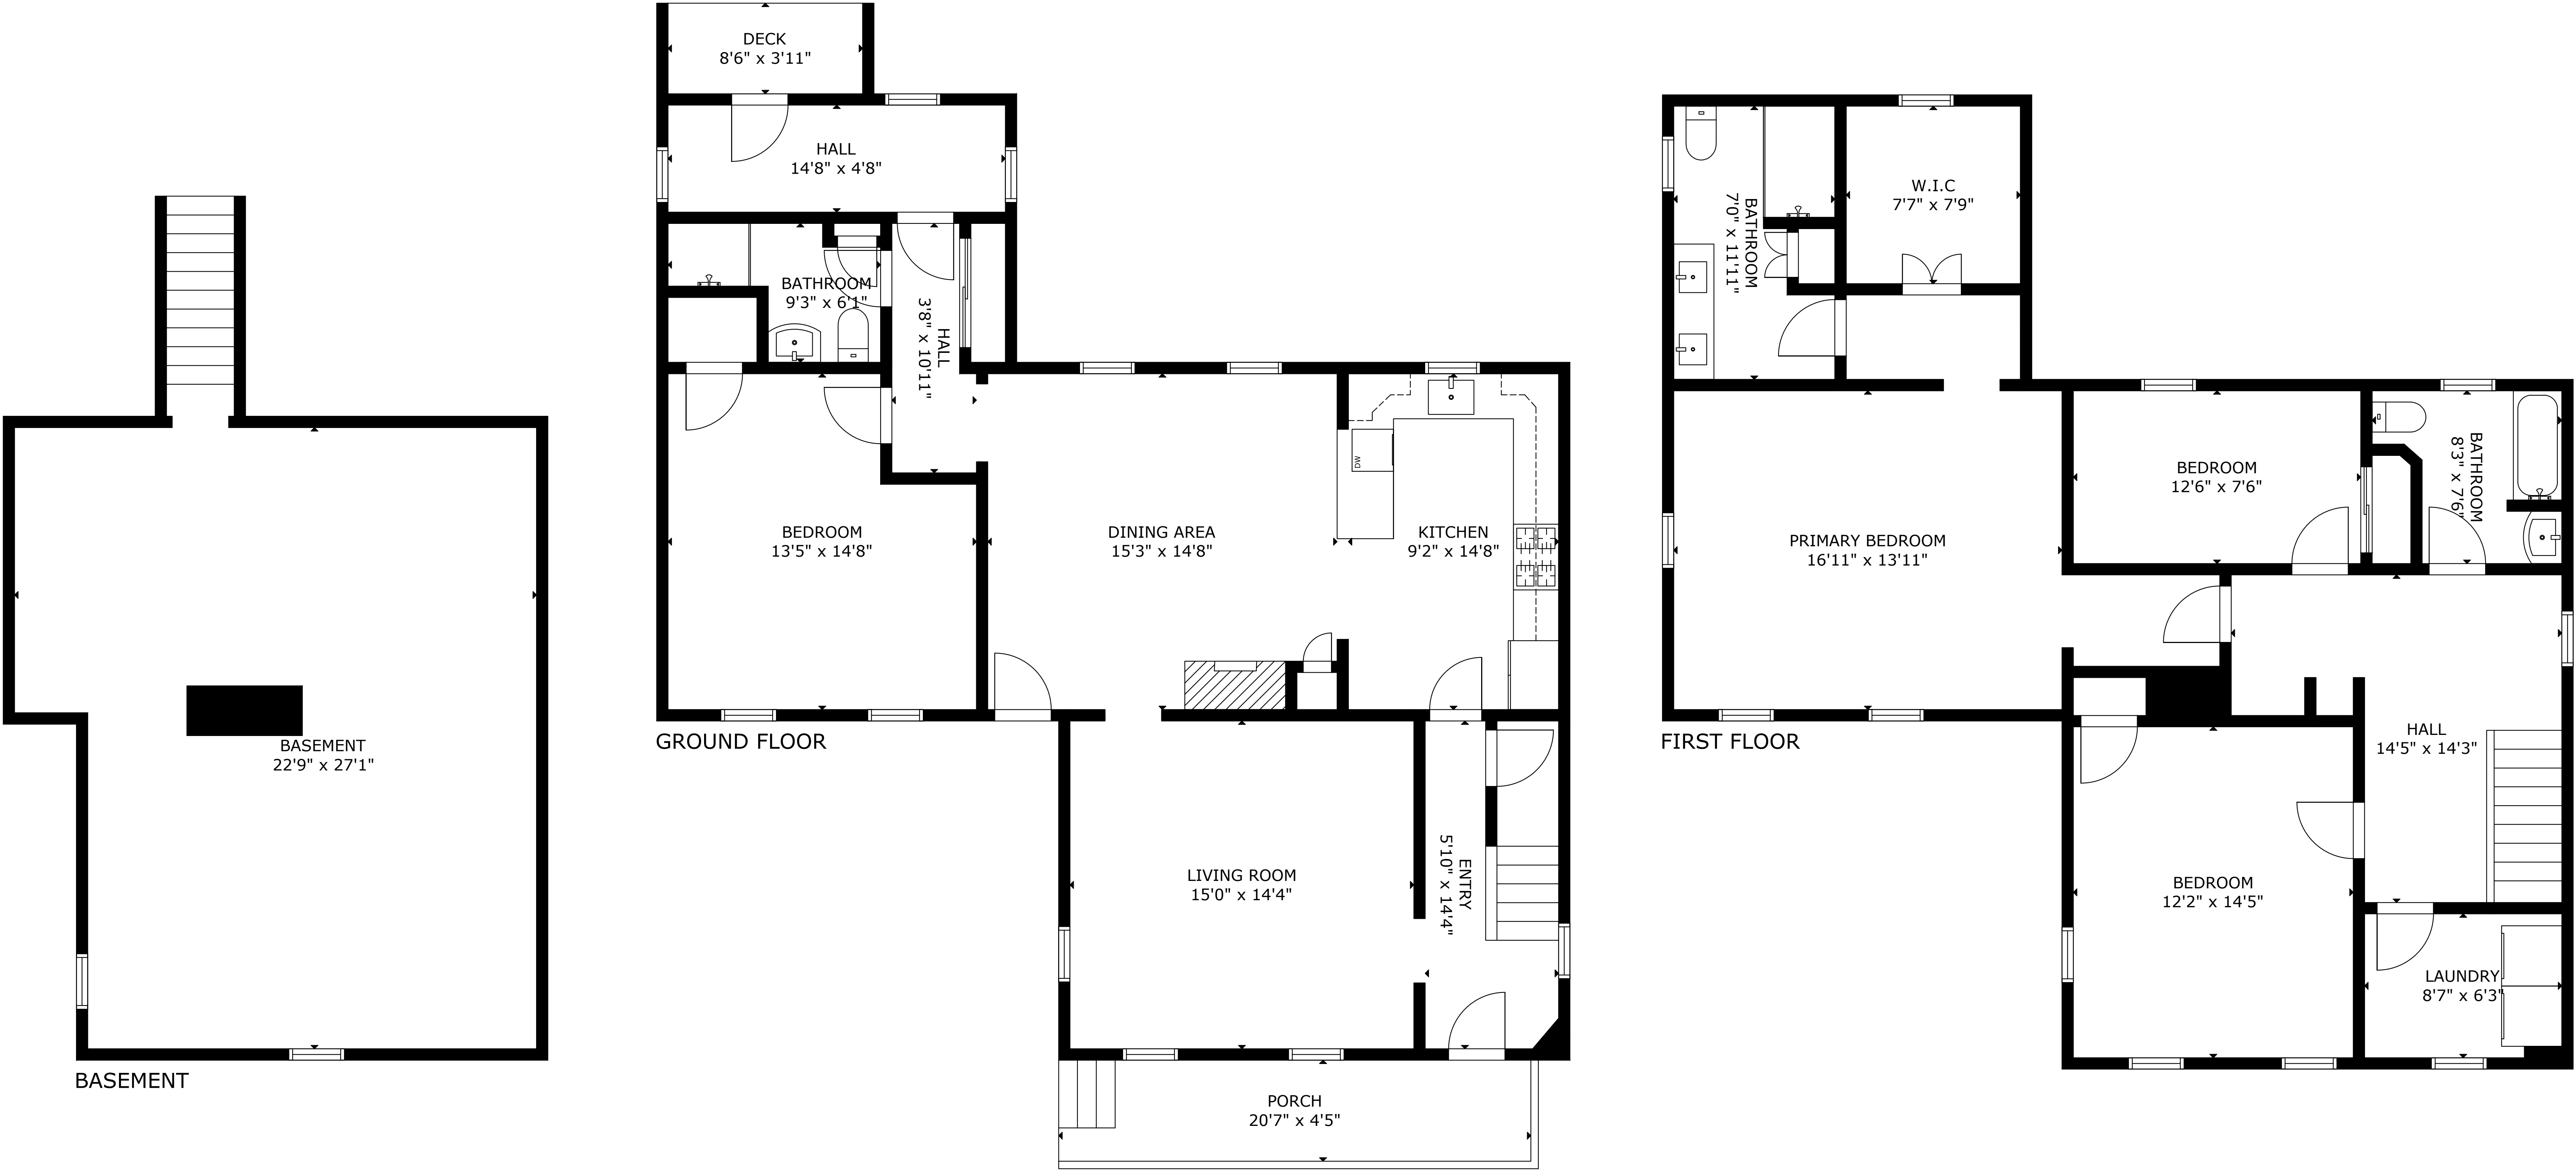 BASEMENT
22'9" x 27'1"
BASEMENT
DECK
8'6" x 3'11"
HALL
14'8" x 4'8"
BATHROOM
9'3" x 6'1"
HALL
3'8" x 10'11"
BEDROOM
13'5" x 14'8"
DINING AREA
15'3" x 14'8"
DW
KITCHEN
9'2" x 14'8"
GROUND FLOOR
LIVING ROOM
15'0" x 14'4"
ENTRY
5'10" x 14'4"
PORCH
20'7" x 4'5"
BATHROOM
7'0" x 11'11"
W.I.C
7'7" x 7'9"
PRIMARY BEDROOM
16'11" x 13'11"
BEDROOM
12'6" x 7'6"
BATHROOM
8'3" x 7'6"
FIRST FLOOR
HALL
14'5" x 14'3"
BEDROOM
12'2" x 14'5"
LAUNDRY
8'7" x 6'3"